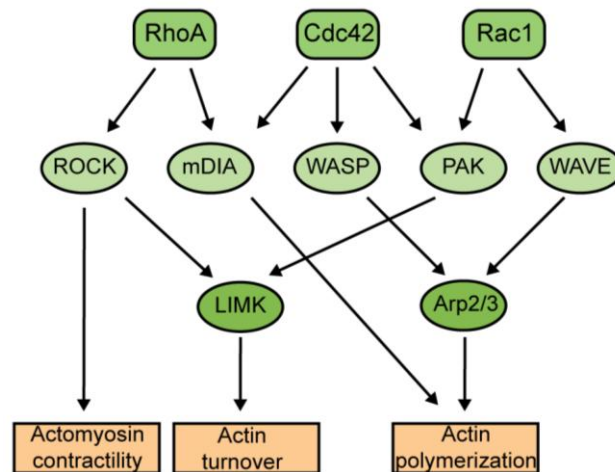 RhoA
Cdc42
Rac1
ROCK
mDIA
WASP
PAK
WAVE
LIMK
Arp2/3
Actomyosin
contractility
Actin
turnover
Actin
polymerization